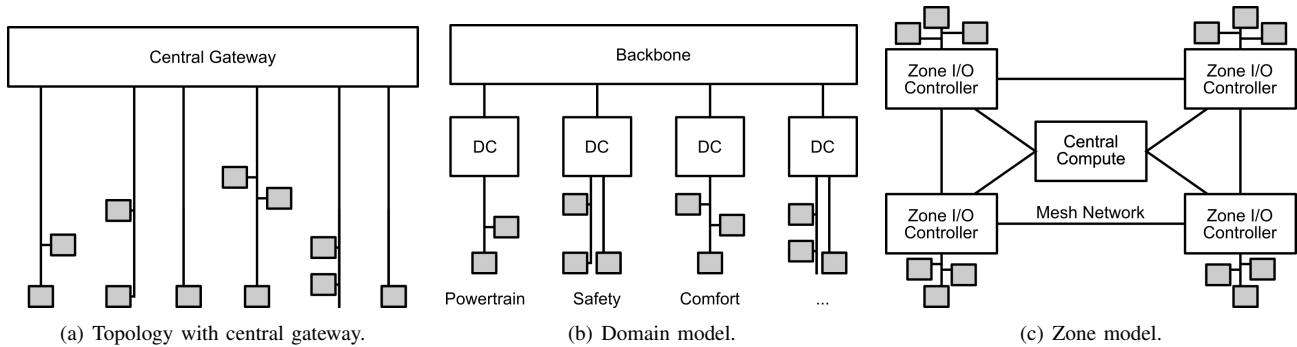 Central Gateway
(a) Topology with central gateway.
Backbone
DC
DC
DC
DC
Powertrain
Safety
Comfort
...
(b) Domain model.
Zone I/O
Controller
Zone I/O
Controller
Central
Compute
Zone I/O
Controller
Mesh Network
Zone I/O
Controller
(c) Zone model.